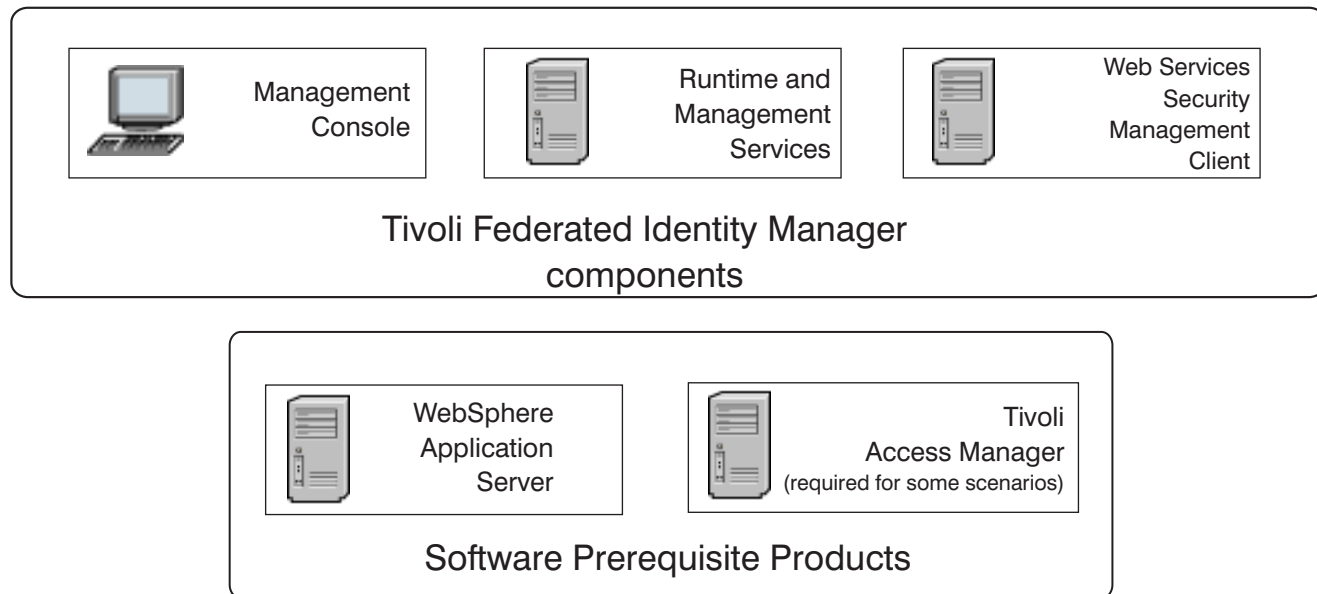 Management
Console
Runtime and
Management
Services
Web Services
Security
Management
Client
Tivoli Federated Identity Manager
components
WebSphere
Application
Server
Tivoli
Access Manager
(required for some scenarios)
Software Prerequisite Products